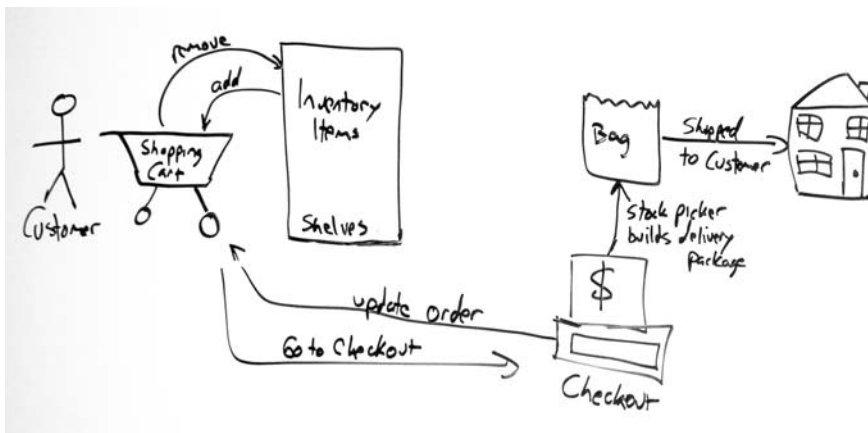 remove
add
Inventory
Items
Shelves
Shopping
Cart
Customer
Bag
Shipped
to Customer
Stock picker
builds delivery
package
$
update order
Go to Checkout
Checkout